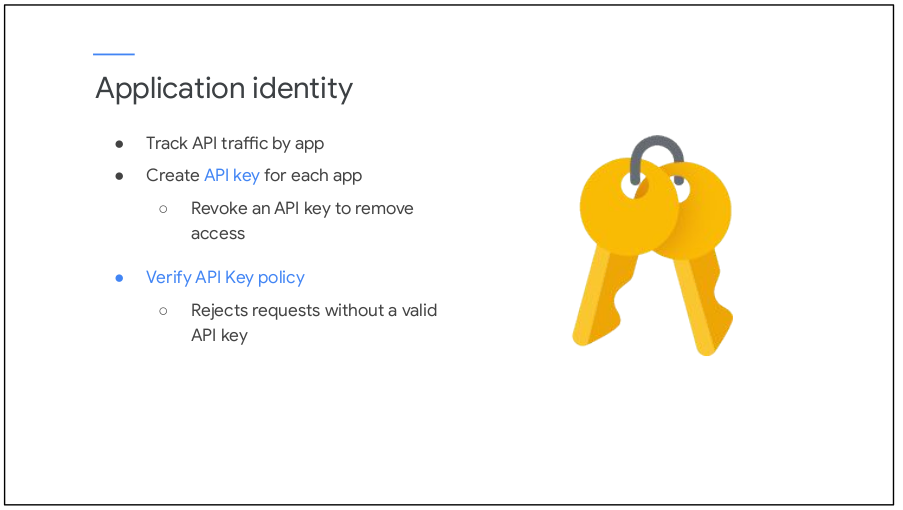 Application identity
● Track API traffic by app
● Create API key for each app
○ Revoke an API key to remove
access
● Verify API Key policy
○ Rejects requests without a valid
API key